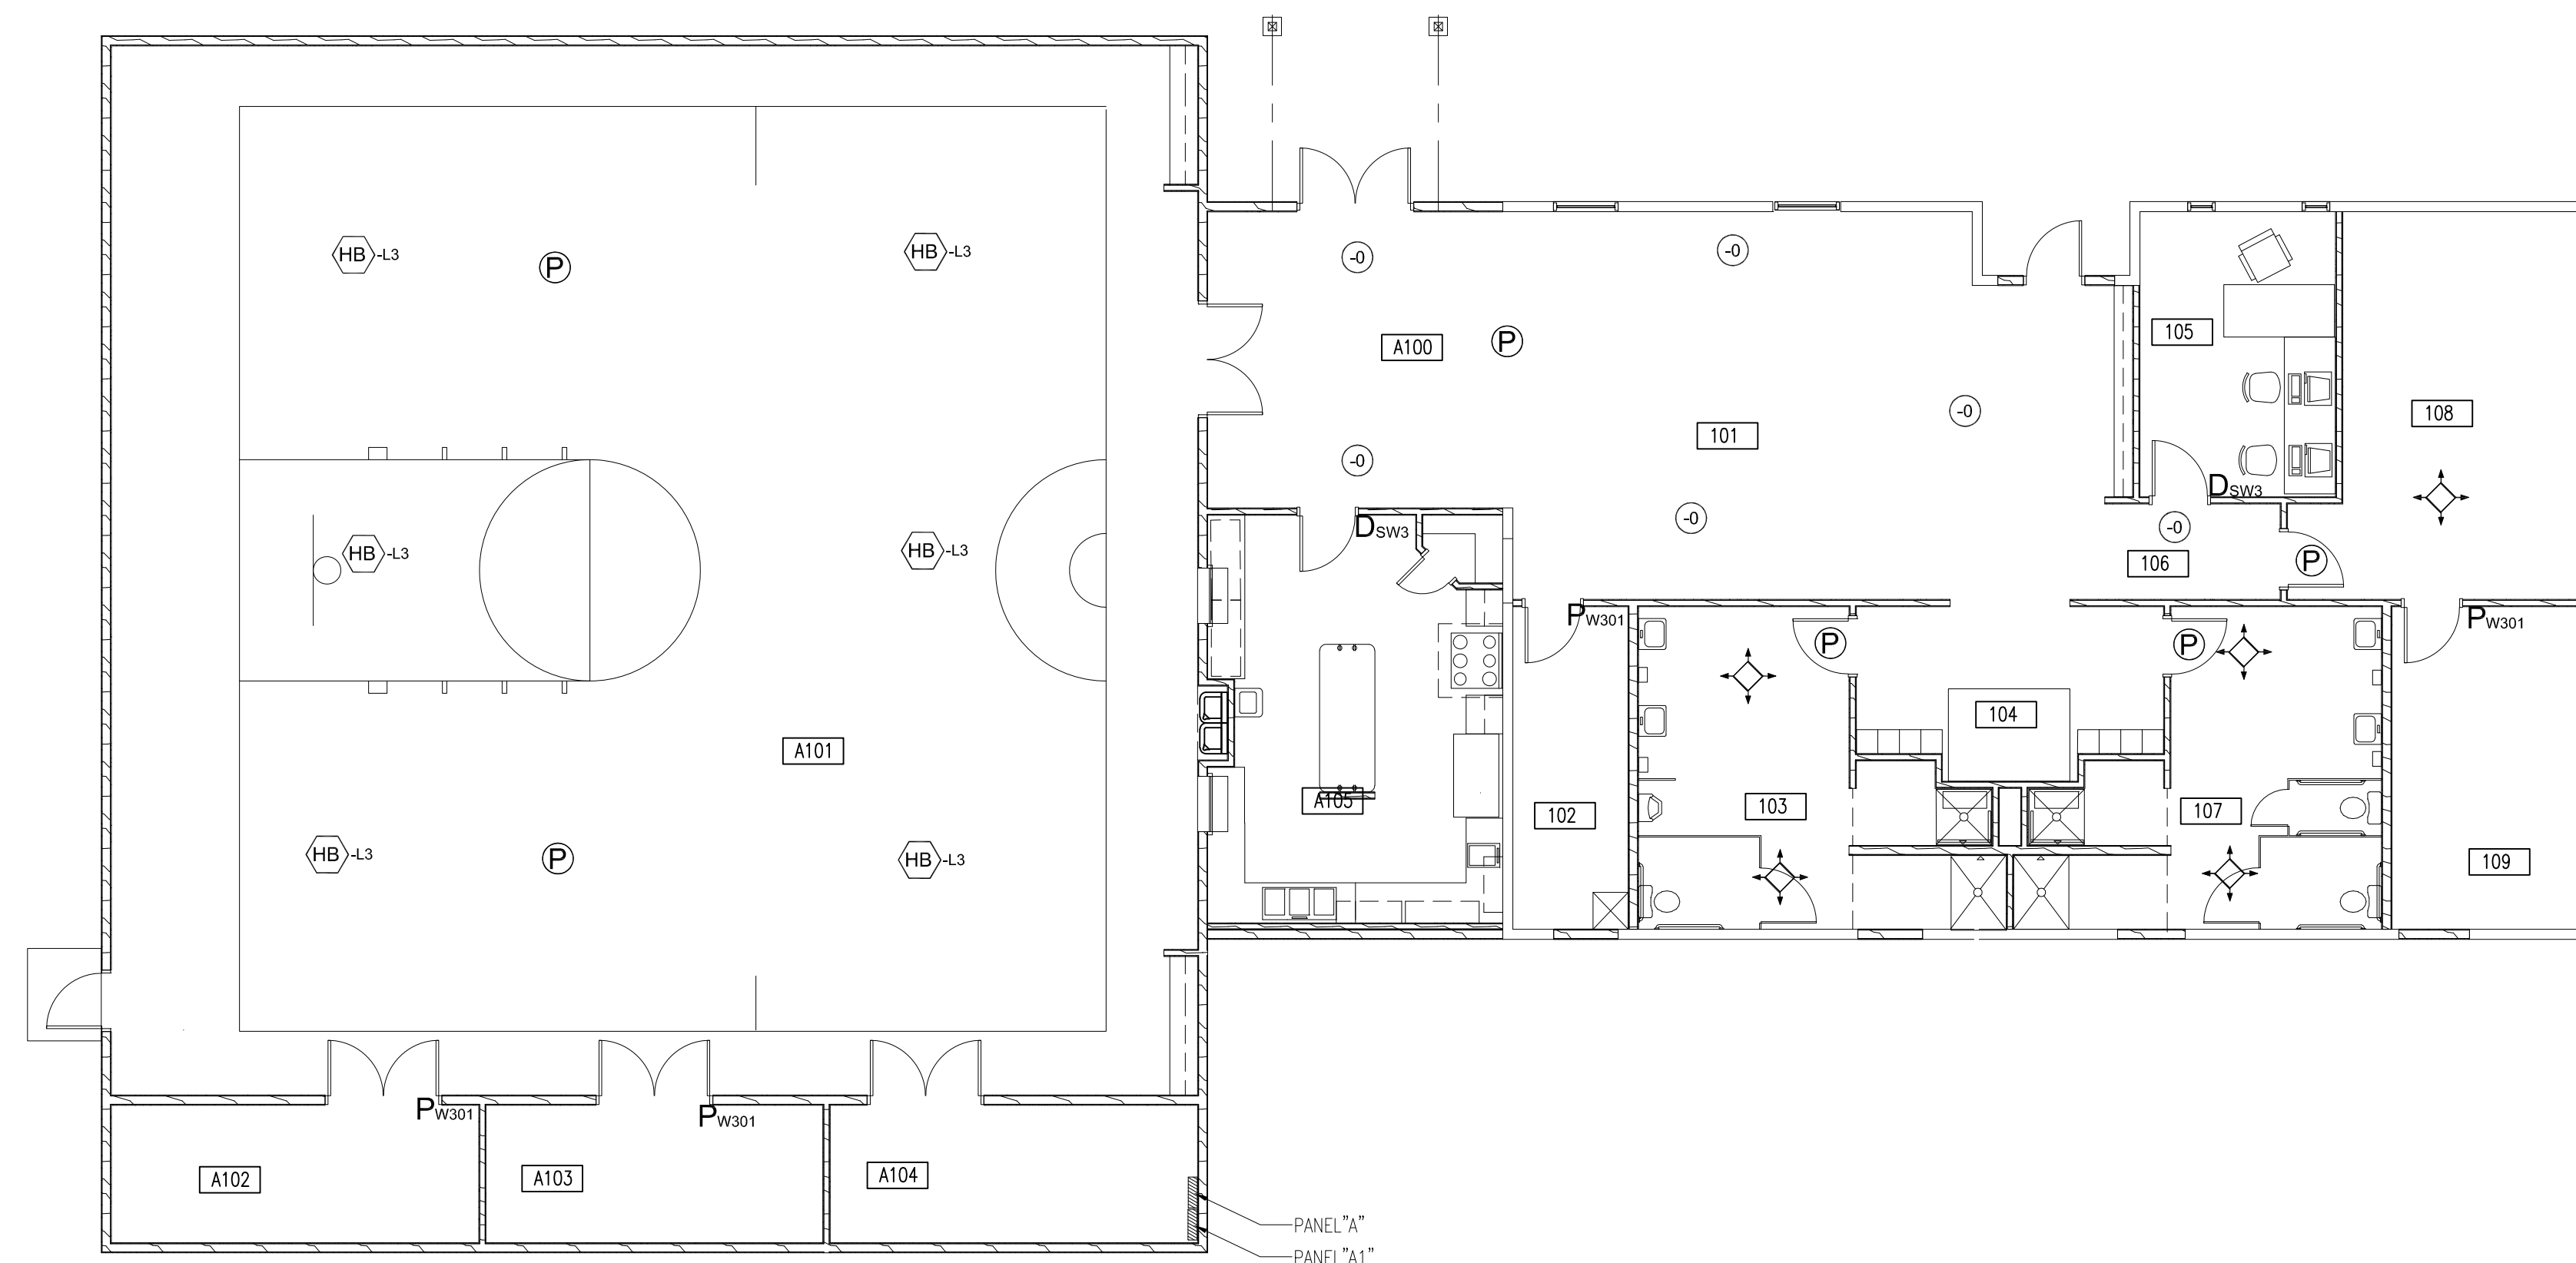 HB -L3
P
HB -L3
-0
-0
A100
P
105
108
-0
101
-0
DSW3
-0
DSW3
-0
HB -L3
HB -L3
106
P
PW301
PW301
P
P
104
A101
A105
102
103
107
HB -L3
P
HB -L3
109
PW301
PW301
A102
A103
A104
PANEL"A"
PANEL"A1"